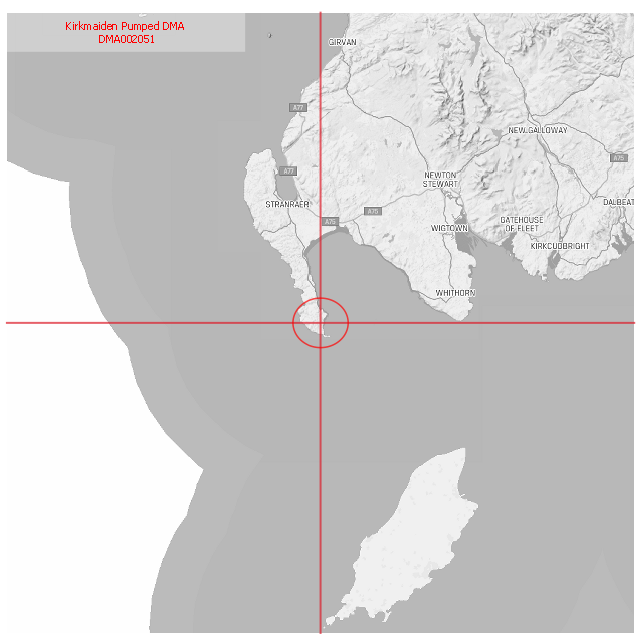 Kirkmaiden Pumped DMA
DMA002051
GIRVAN
A77
NEW GALLOWAY
A75
A77
NEWTON
STEWART
STRANRAER
A75
A75
DALBEAT
WIGTOWN
GATEHOUSE
OF FLEET
KIRKCUDBRIGHT
WHITHORN